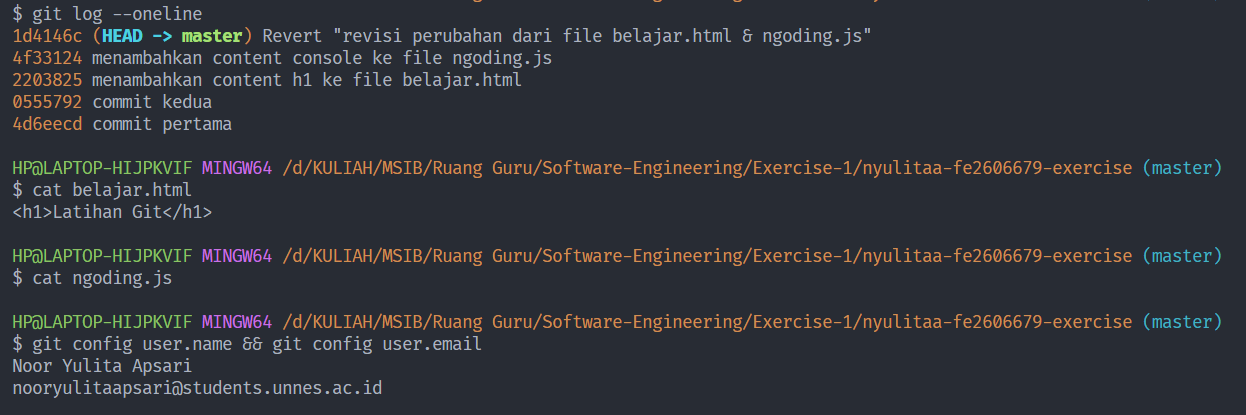 $ git log --oneline
1d4146c (HEAD -> master) Revert "revisi perubahan dari file belajar.html & ngoding.js"
4f33124 menambahkan content console ke file ngoding.js
2203825 menambahkan content h1 ke file belajar.html
0555792 commit kedua
4d6eecd commit pertama
HP@LAPTOP-HIJPKVIF MINGW64 /d/KULIAH/MSIB/Ruang Guru/Software-Engineering/Exercise-1/nyulitaa-fe2606679-exercise (master)
$ cat belajar.html
<h1>Latihan Git</h1>
HP@LAPTOP-HIJPKVIF MINGW64 /d/KULIAH/MSIB/Ruang Guru/Software-Engineering/Exercise-1/nyulitaa-fe2606679-exercise (master)
$ cat ngoding.js
HP@LAPTOP-HIJPKVIF MINGW64 /d/KULIAH/MSIB/Ruang Guru/Software-Engineering/Exercise-1/nyulitaa-fe2606679-exercise (master)
$ git config user.name && git config user.email
Noor Yulita Apsari
nooryulitaapsari@students.unnes.ac.id